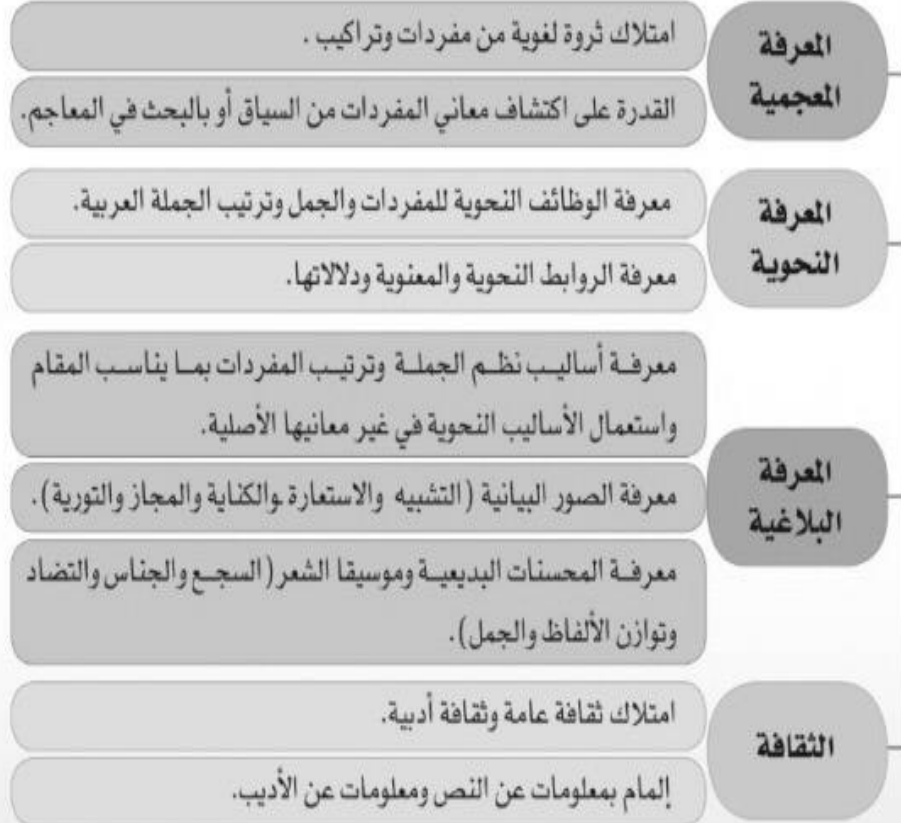 المعرفة
المعجمية
امتلاك ثروة لغوية من مفردات وتراكيب .
القدرة على اكتشاف معاني المفردات من السياق أو بالبحث في المعاجم.
المعرفة
النحوية
معرفة الوظائف النحوية للمفردات والجمل وترتيب الجملة العربية.
معرفة الروابط النحوية والمعنوية ودلالاتها.
المعرفة
البلاغية
معرفة أساليب نظم الجملة وترتيب المفردات بما يناسب المقام
واستعمال الأساليب النحوية في غير معانيها الأصلية.
معرفة الصور البيانية (التشبيه والاستعارة والكناية والمجاز والتورية).
معرفة المحسنات البديعية وموسيقا الشعر (السجع والجناس والتضاد
وتوازن الألفاظ والجمل).
الثقافة
امتلاك ثقافة عامة وثقافة أدبية.
إلمام بمعلومات عن النص ومعلومات عن الأديب.